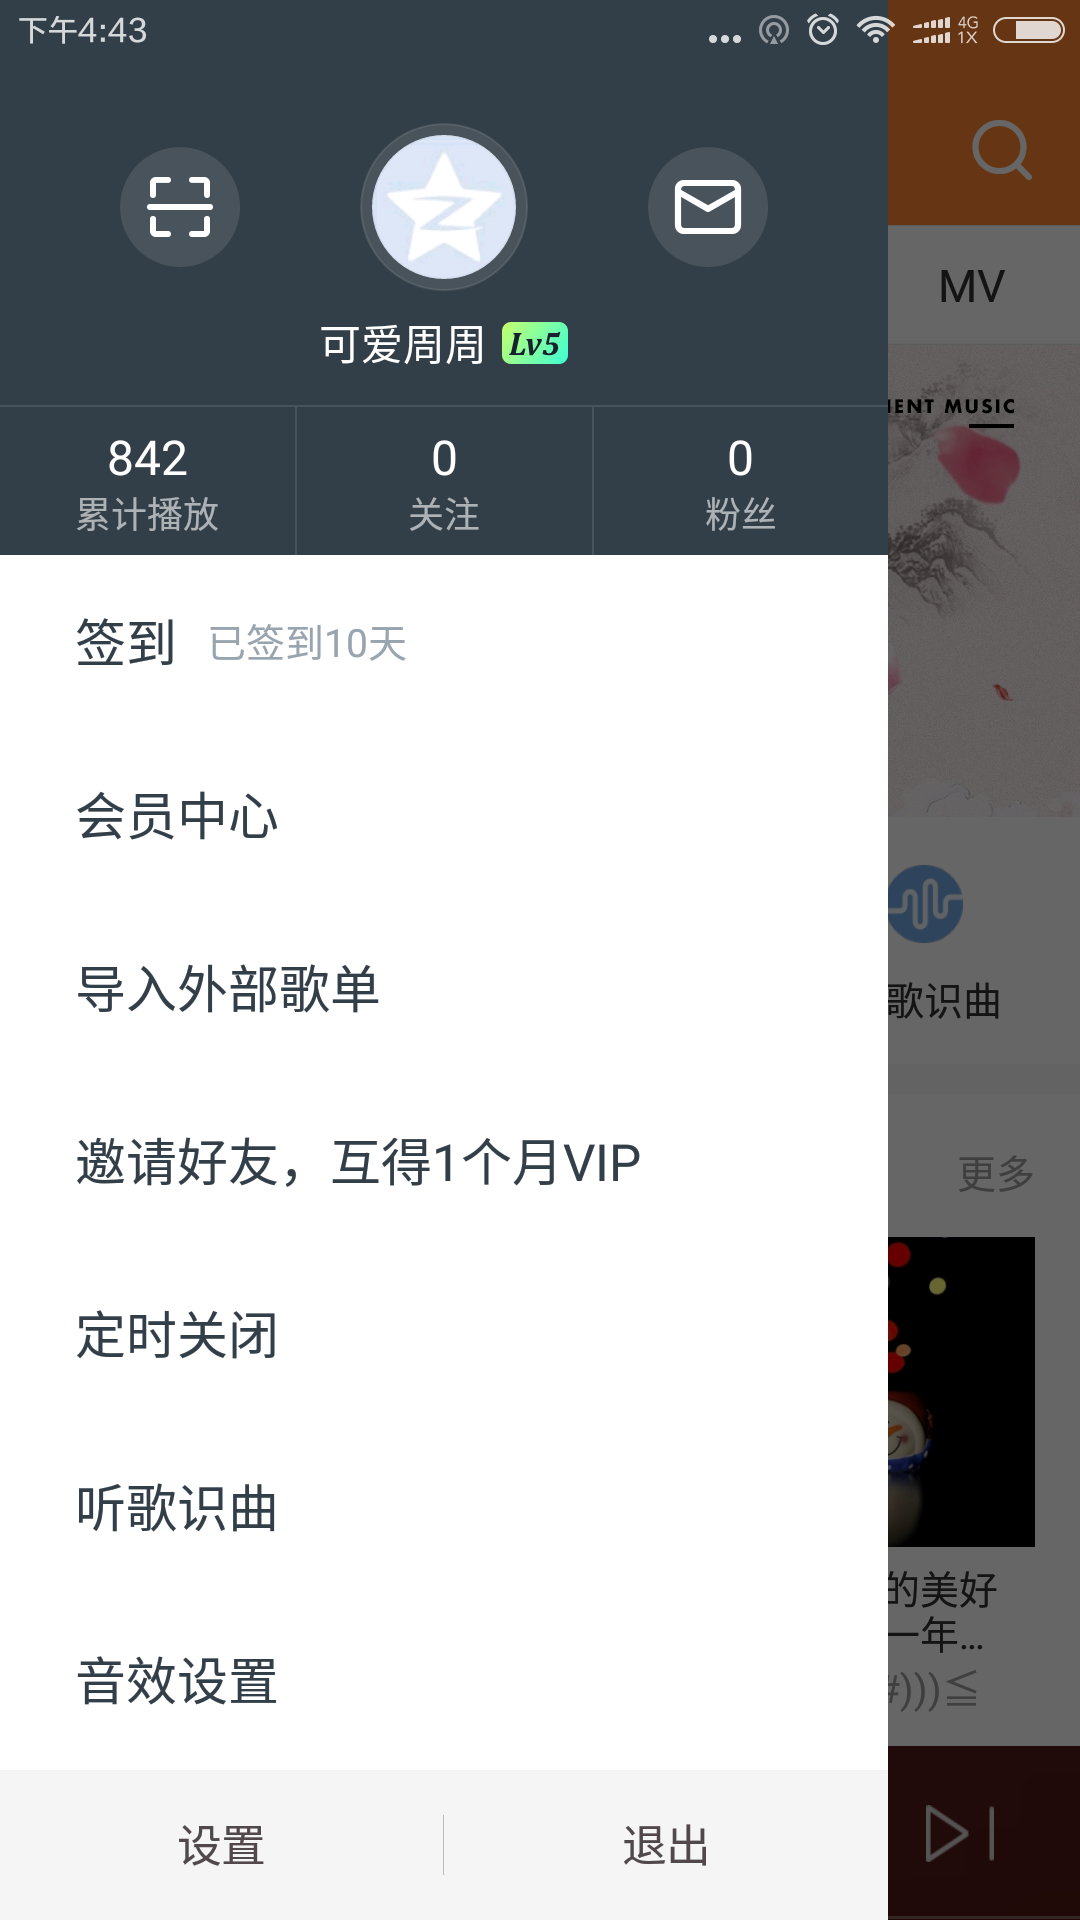 下午4:43
4G
1X
MV
可爱周周 Lv5
MENT MUSIC
842
累计播放
0
关注
0
粉丝
签到 已签到10天
会员中心
导入外部歌单
歌识曲
邀请好友，互得1个月VIP
更多
定时关闭
听歌识曲
的美好
一年...
音效设置
#)))≦
设置
退出